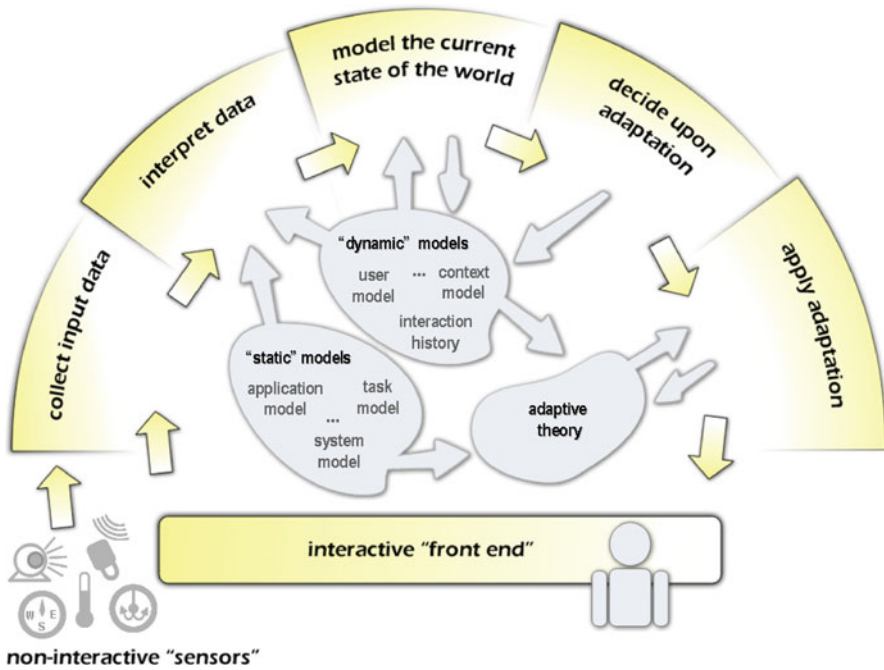 model the current
state of the world
interpret data
decide upon
adaptation
collect input data
apply adaptation
"dynamic" models
user
model
...
context
model
interaction
history
"static" models
application
model
task
model
...
system
model
adaptive
theory
interactive "front end"
W E
S
non-interactive "sensors"